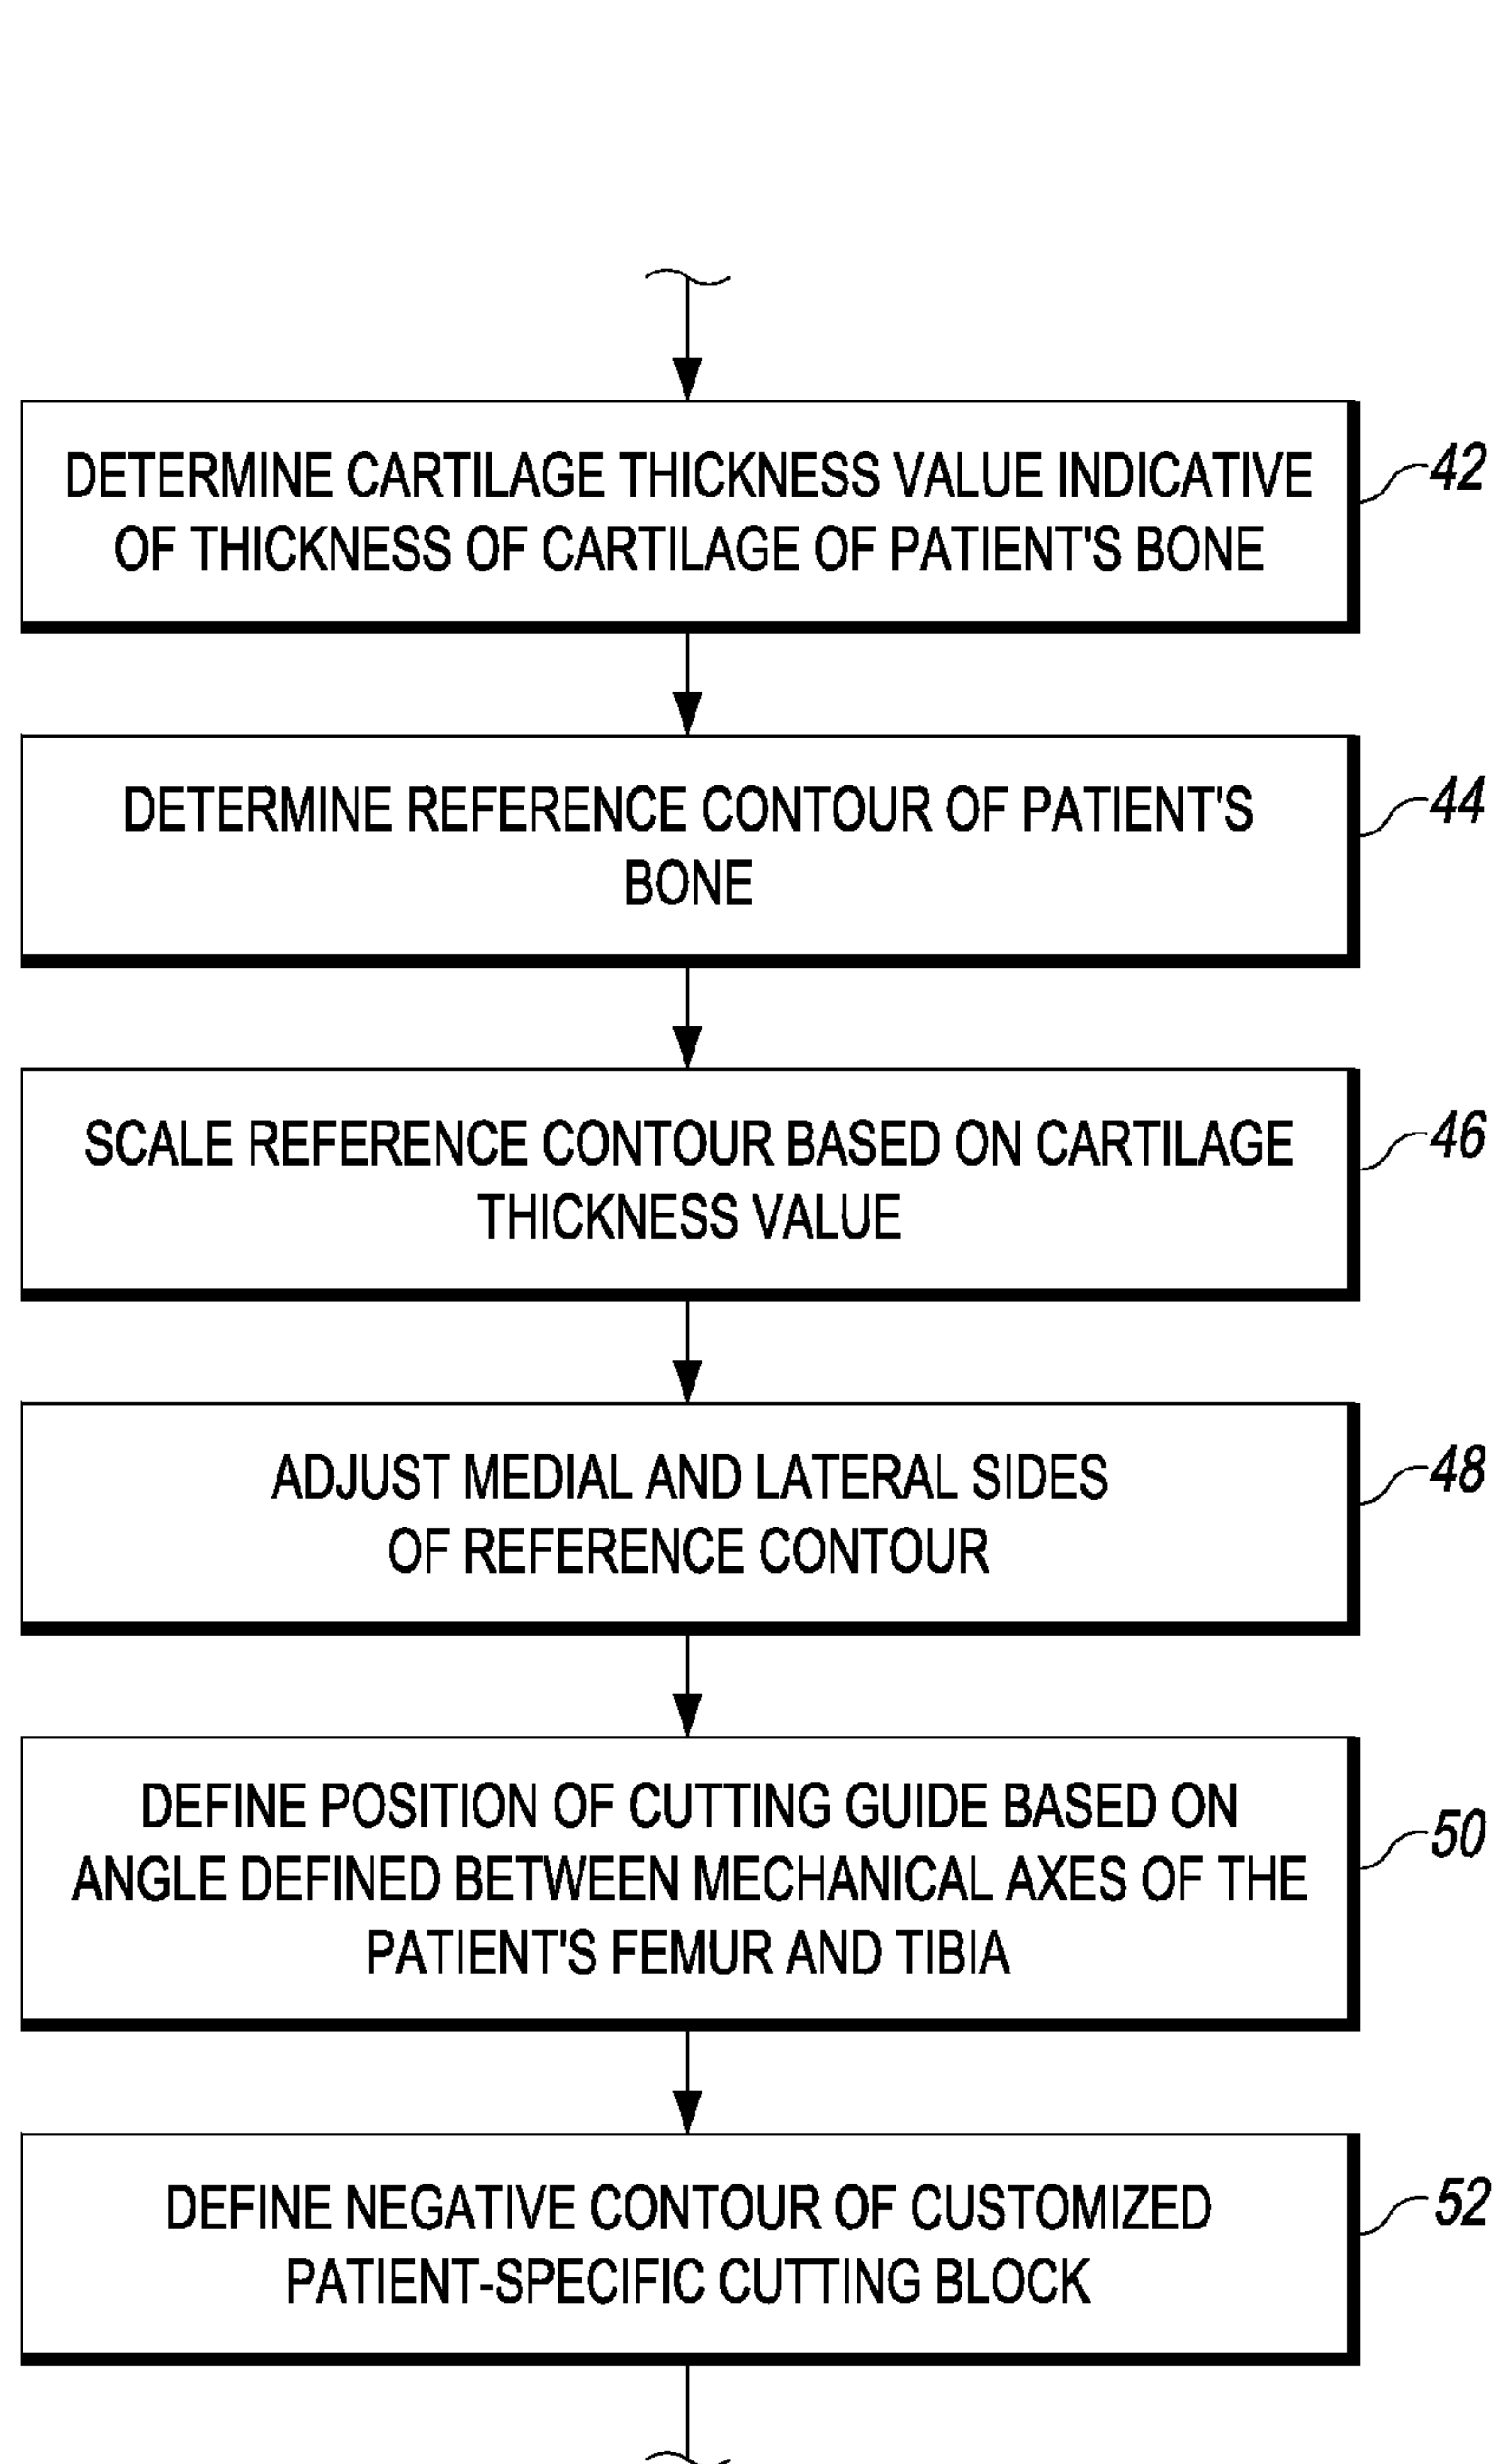 DETERMINE CARTILAGE THICKNESS VALUE INDICATIVE
OF THICKNESS OF CARTILAGE OF PATIENT'S BONE
42
DETERMINE REFERENCE CONTOUR OF PATIENT'S
BONE
44
SCALE REFERENCE CONTOUR BASED ON CARTILAGE
THICKNESS VALUE
46
ADJUST MEDIAL AND LATERAL SIDES
OF REFERENCE CONTOUR
48
DEFINE POSITION OF CUTTING GUIDE BASED ON
ANGLE DEFINED BETWEEN MECHANICAL AXES OF THE
PATIENT'S FEMUR AND TIBIA
50
DEFINE NEGATIVE CONTOUR OF CUSTOMIZED
PATIENT-SPECIFIC CUTTING BLOCK
52